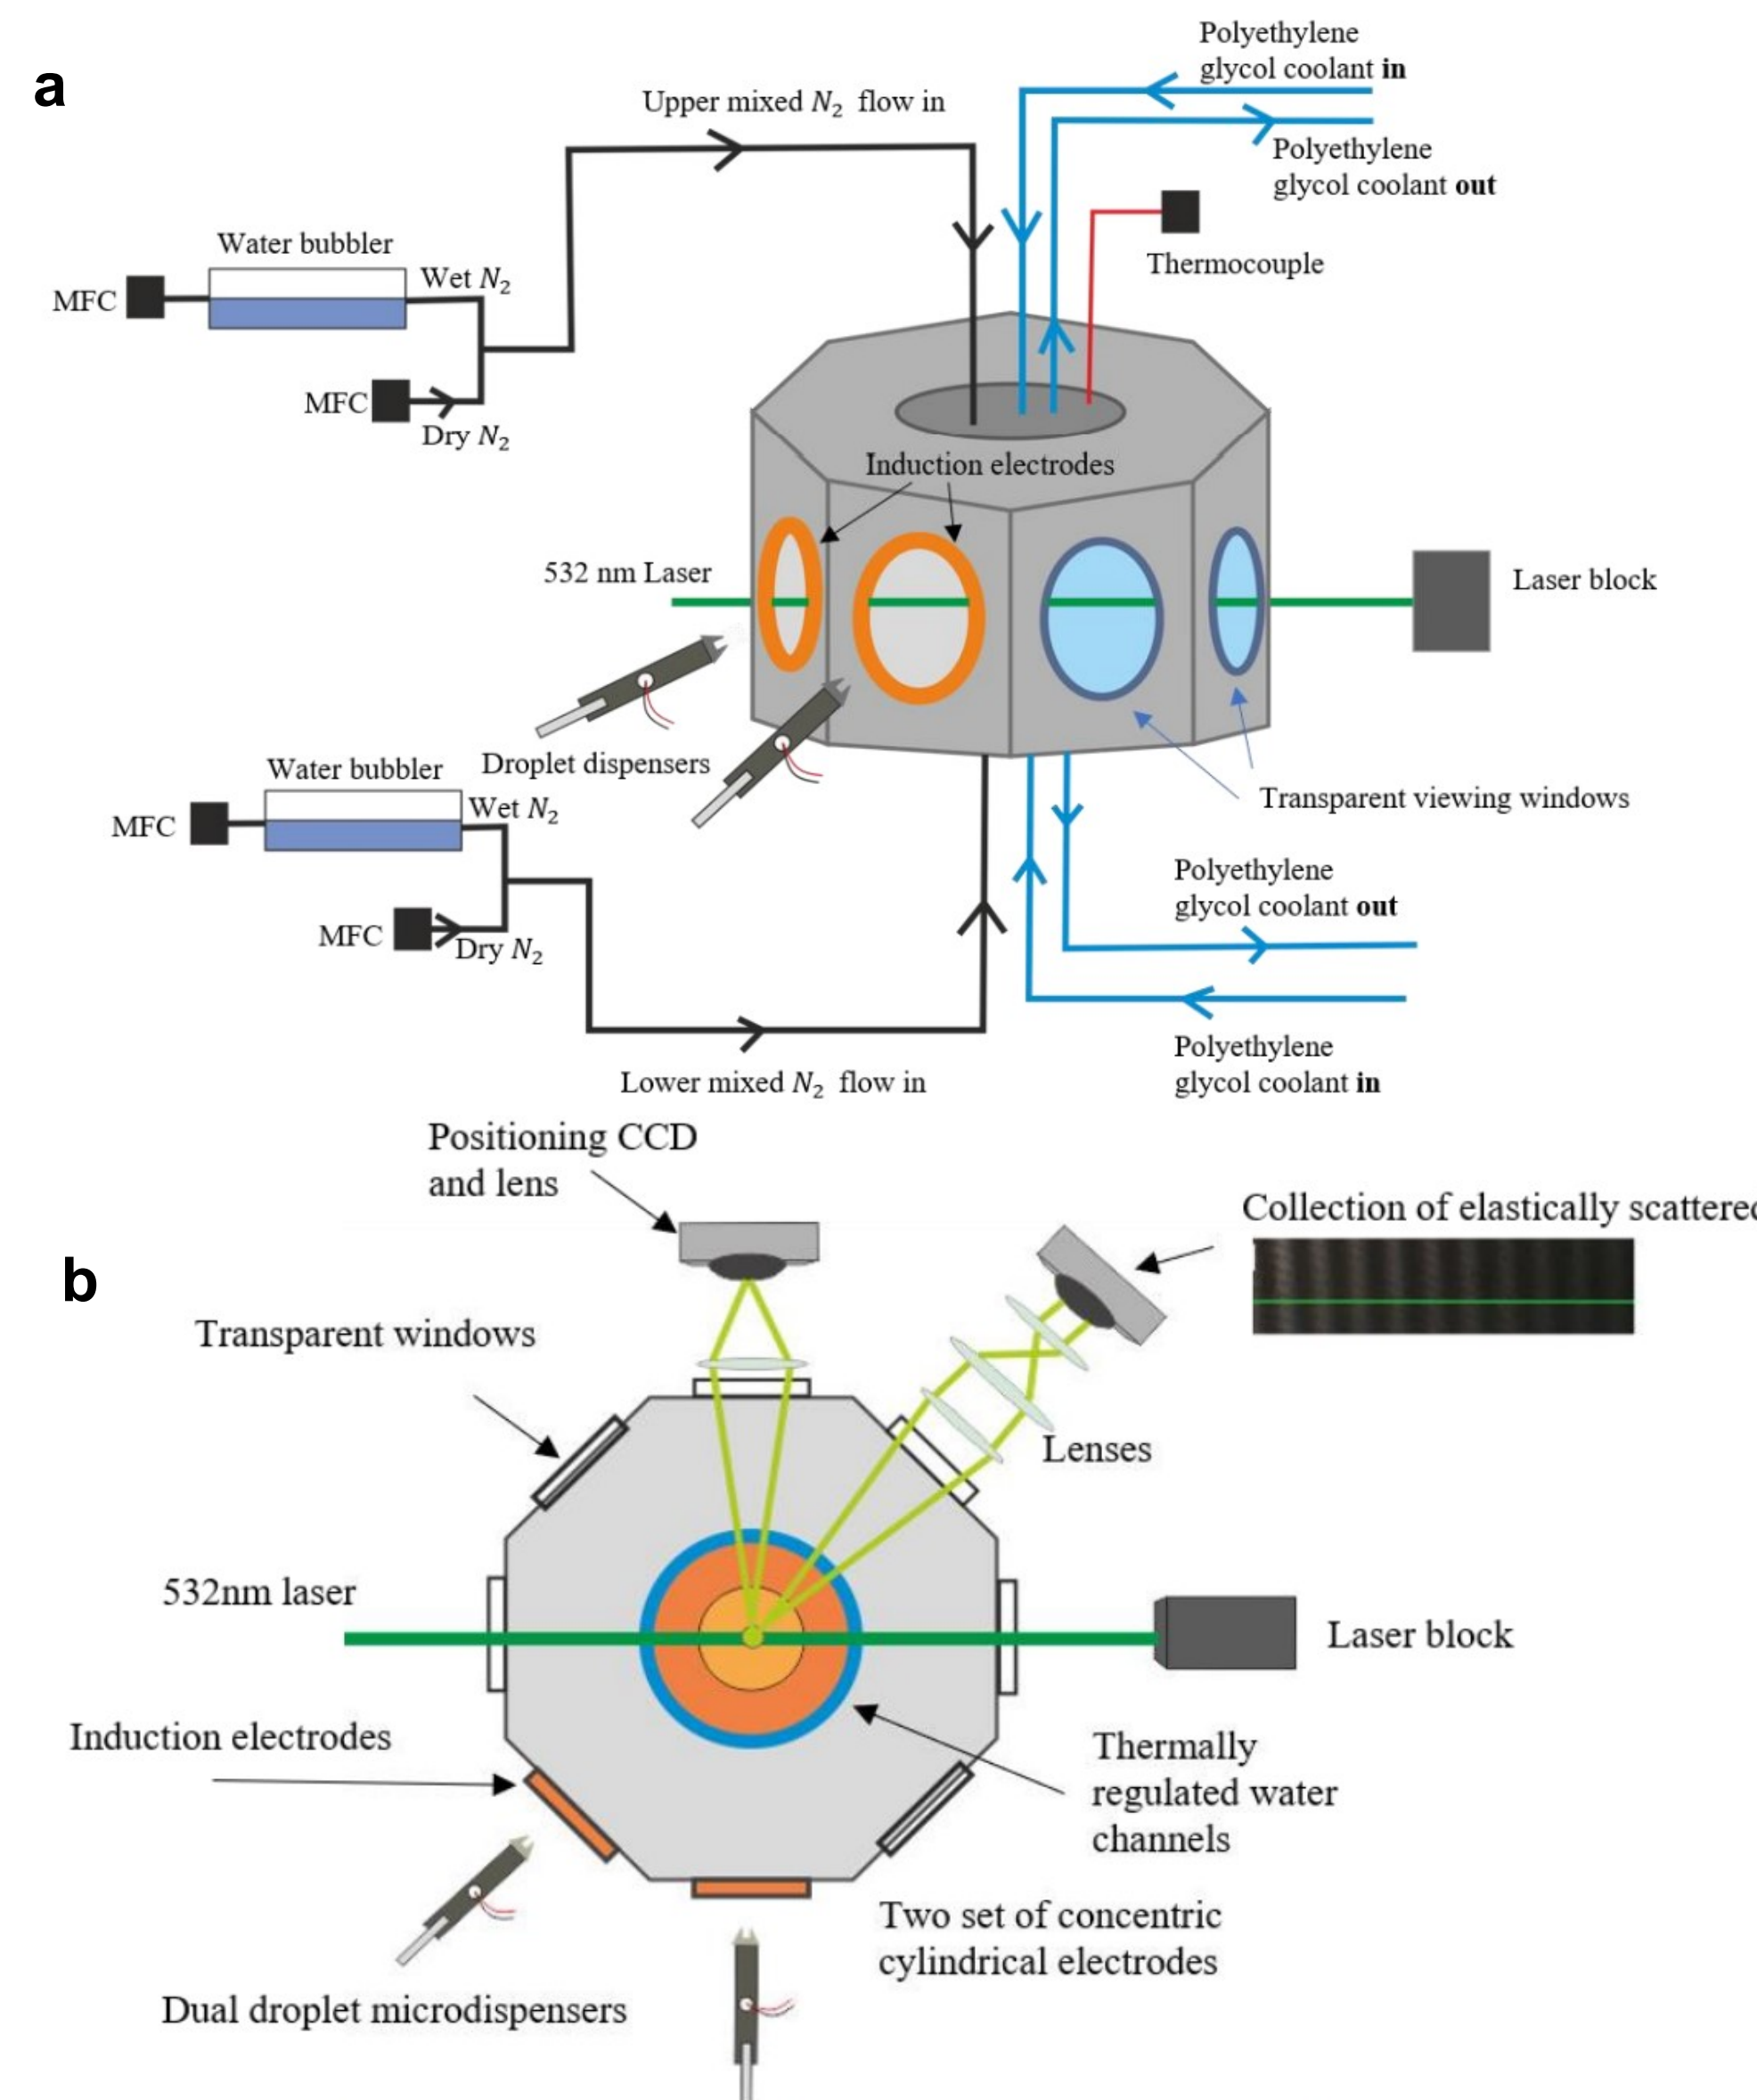 a
Polyethylene
glycol coolant in
Upper mixed N₂ flow in
Polyethylene
glycol coolant out
Water bubbler
Wet N₂
MFC
Thermocouple
MFC
Dry N₂
Induction electrodes
532 nm Laser
Laser block
Droplet dispensers
Water bubbler
Wet N₂
Transparent viewing windows
MFC
Polyethylene
glycol coolant out
MFC
Dry N₂
Polyethylene
glycol coolant in
Lower mixed N₂ flow in
Positioning CCD
and lens
Collection of elastically scattered
b
Transparent windows
Lenses
532nm laser
Laser block
Induction electrodes
Thermally
regulated water
channels
Two set of concentric
cylindrical electrodes
Dual droplet microdispensers